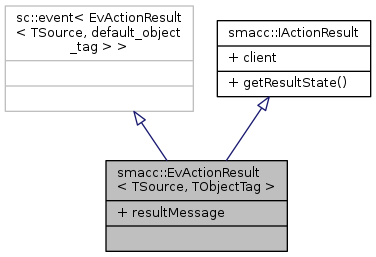 sc::event< EvActionResult
< TSource, default_object
_tag > >
smacc::IActionResult
+ client
+ getResultState()
smacc::EvActionResult
< TSource, TObjectTag >
+ resultMessage